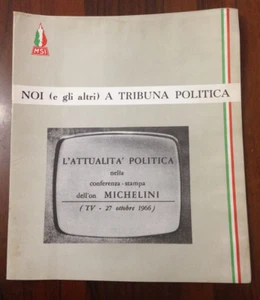 MSI
NOI (e gli altri) A TRIBUNA POLITICA
L'ATTUALITA' POLITICA
nella
conferenza-stampa
dell'on MICHELINI
(TV - 27 ottobre 1966)